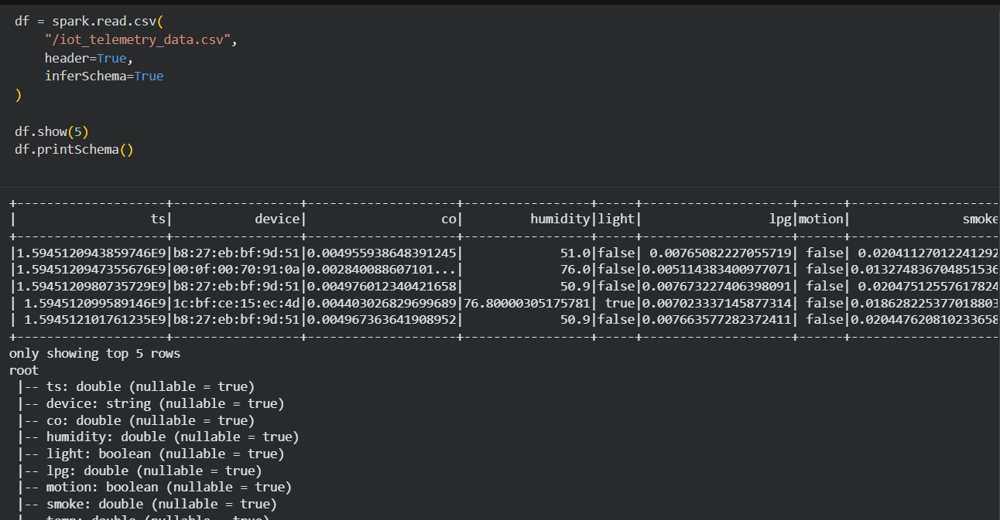 df = spark.read.csv(
    "/iot_telemetry_data.csv",
    header=True,
    inferSchema=True
)
df.show(5)
df.printSchema()
+--------------------+-----------------+--------------------+-----------------+-----+--------------------+------+--------------------
|                  ts|           device|                  co|         humidity|light|                 lpg|motion|               smoke
+--------------------+-----------------+--------------------+-----------------+-----+--------------------+------+--------------------
|1.5945120943859746E9|b8:27:eb:bf:9d:51|0.004955938648391245|             51.0|false| 0.00765082227055719| false| 0.02041127012241292
|1.5945120947355676E9|00:0f:00:70:91:0a|0.002840088607101...|             76.0|false|0.005114383400977071| false|0.013274836704851536
|1.5945120980735729E9|b8:27:eb:bf:9d:51|0.004976012340421658|             50.9|false|0.007673227406398091| false| 0.02047512557617824
| 1.594512099589146E9|1c:bf:ce:15:ec:4d|0.004403026829699689|76.80000305175781| true|0.007023337145877314| false|0.018628225377018803
| 1.594512101761235E9|b8:27:eb:bf:9d:51|0.004967363641908952|             50.9|false|0.007663577282372411| false|0.020447620810233658
+--------------------+-----------------+--------------------+-----------------+-----+--------------------+------+--------------------
only showing top 5 rows
root
 |-- ts: double (nullable = true)
 |-- device: string (nullable = true)
 |-- co: double (nullable = true)
 |-- humidity: double (nullable = true)
 |-- light: boolean (nullable = true)
 |-- lpg: double (nullable = true)
 |-- motion: boolean (nullable = true)
 |-- smoke: double (nullable = true)
 |-- temp: double (nullable = true)